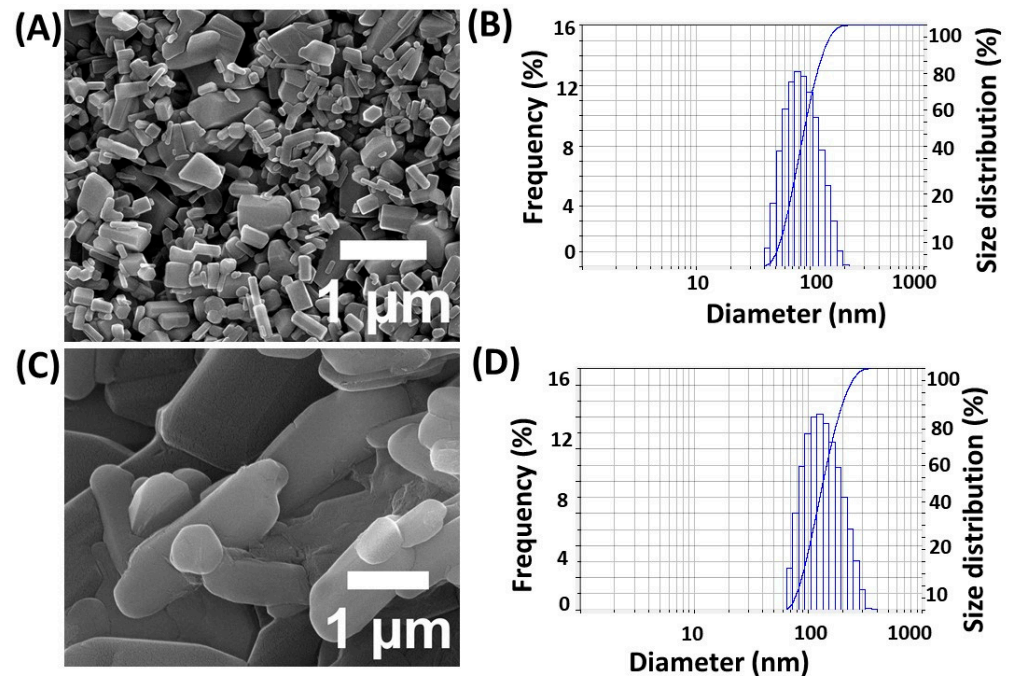 (A)
1 µm
(B)
Frequency (%)
16
12
8
4
0
100
80
60
40
20
10
Size distribution (%)
10 100 1000
Diameter (nm)
(C)
1 µm
(D)
Frequency (%)
16
12
8
4
0
100
80
60
40
20
10
Size distribution (%)
10 100 1000
Diameter (nm)